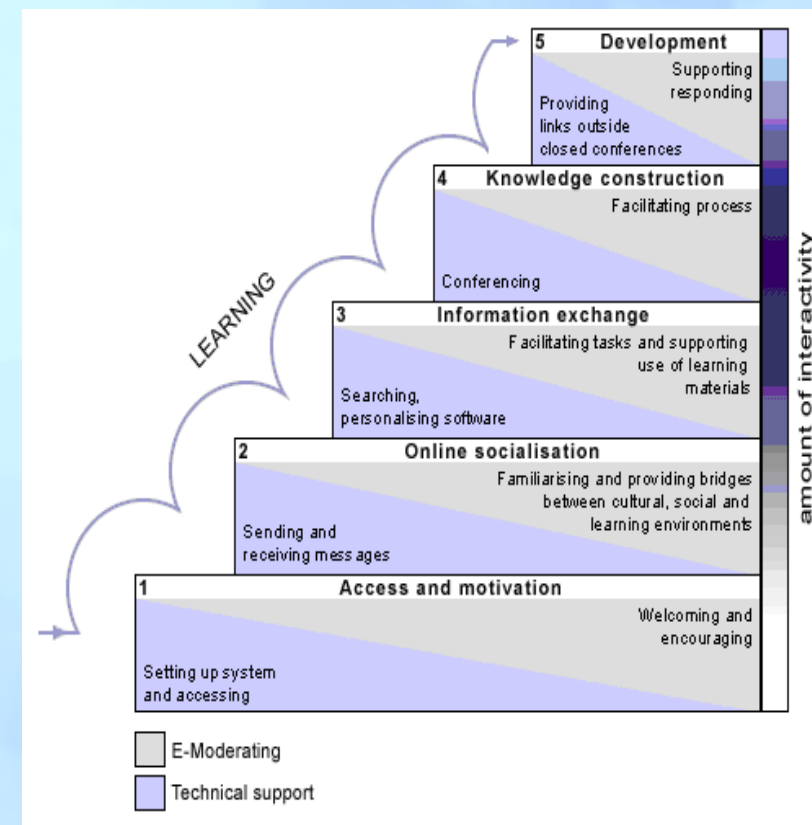 5 Development
Supporting
responding
Providing
links outside
closed conferences
4 Knowledge construction
Facilitating process
Conferencing
3 Information exchange
Facilitating tasks and supporting
use of learning
materials
Searching,
personalising software
2 Online socialisation
Familiarising and providing bridges
between cultural, social and
learning environments
Sending and
receiving messages
1 Access and motivation
Welcoming and
encouraging
Setting up system
and accessing
LEARNING
amount of interactivity
E-Moderating
Technical support